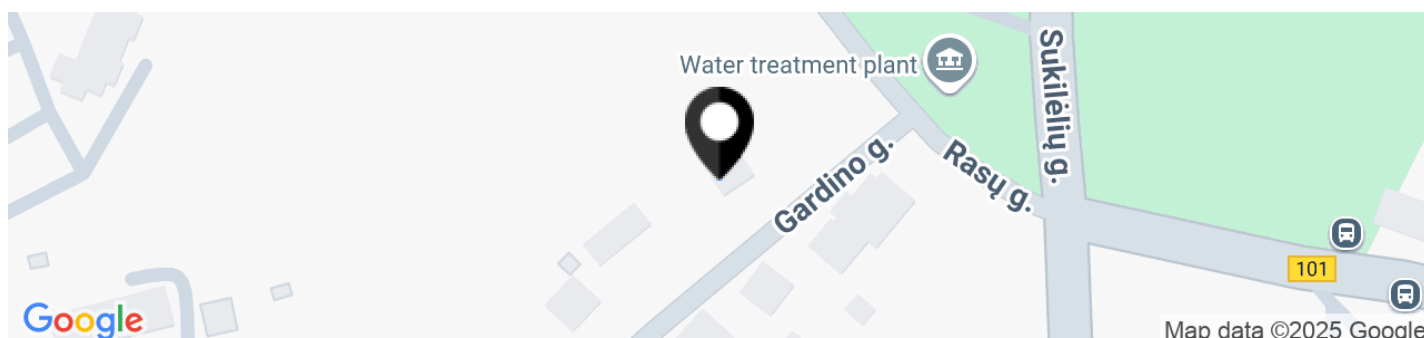 Water treatment plant
Sukilėlių g.
Gardino g.
Rasų g.
101
Google
Map data ©2025 Google